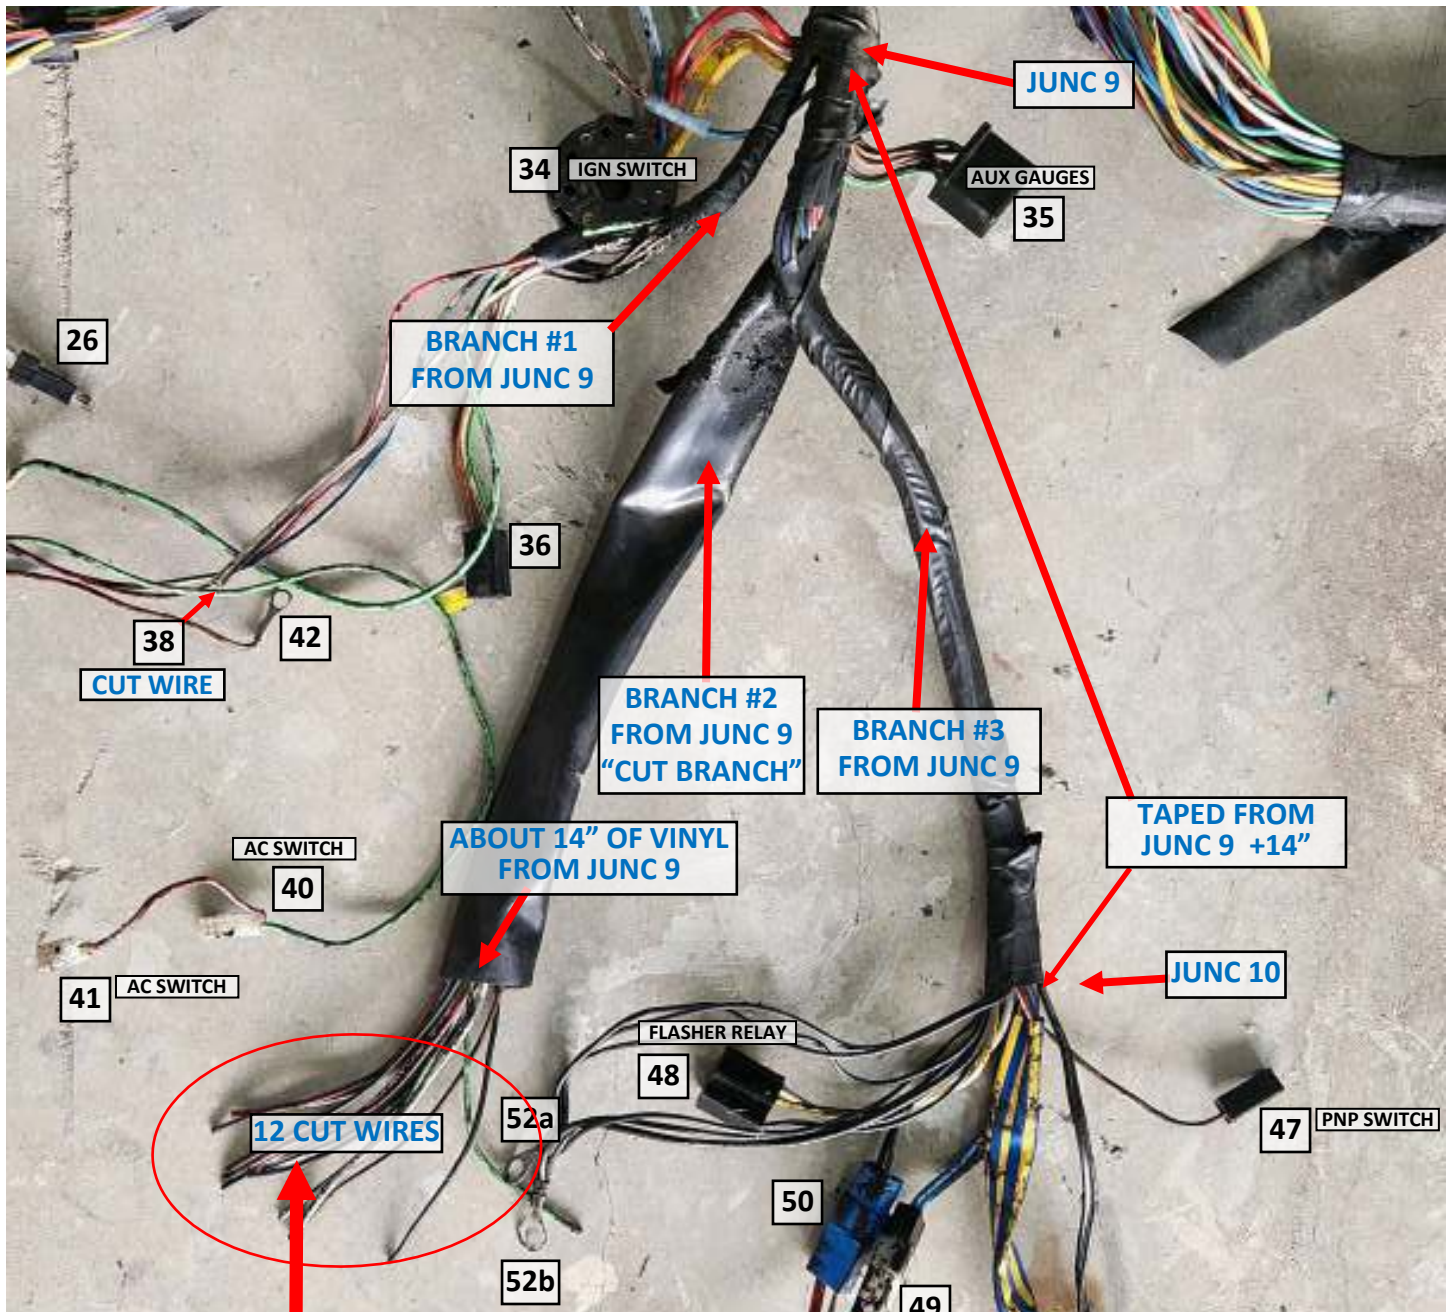 JUNC 9
34
IGN SWITCH
AUX GAUGES
35
26
BRANCH #1
FROM JUNC 9
36
38
42
CUT WIRE
BRANCH #2
FROM JUNC 9
“CUT BRANCH”
BRANCH #3
FROM JUNC 9
TAPED FROM
JUNC 9 +14”
ABOUT 14” OF VINYL
FROM JUNC 9
AC SWITCH
40
41
AC SWITCH
JUNC 10
FLASHER RELAY
48
52a
12 CUT WIRES
47
PNP SWITCH
50
52b
49